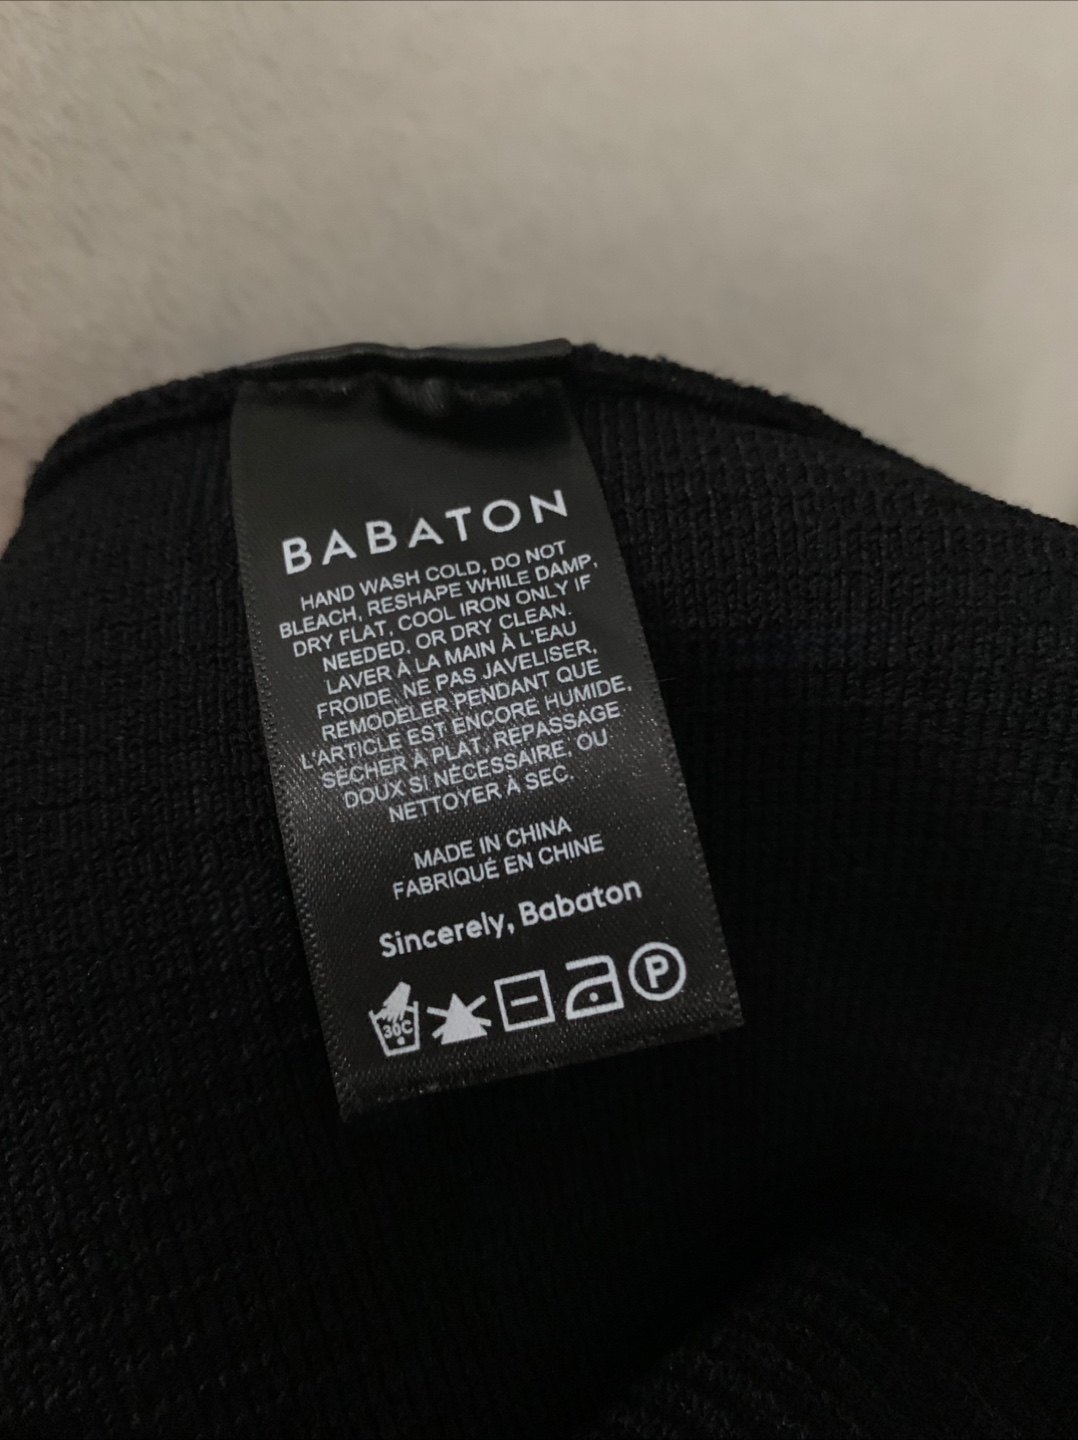 BABATON
HAND WASH COLD, DO NOT
BLEACH, RESHAPE WHILE DAMP,
DRY FLAT, COOL IRON ONLY IF
NEEDED, OR DRY CLEAN.
LAVER À LA MAIN À L'EAU
FROIDE, NE PAS JAVELISER,
REMODELER PENDANT QUE
L'ARTICLE EST ENCORE HUMIDE,
SÉCHER À PLAT, REPASSAGE
DOUX SI NÉCESSAIRE, OU
NETTOYER À SEC.
MADE IN CHINA
FABRIQUÉ EN CHINE
Sincerely, Babaton
30C P